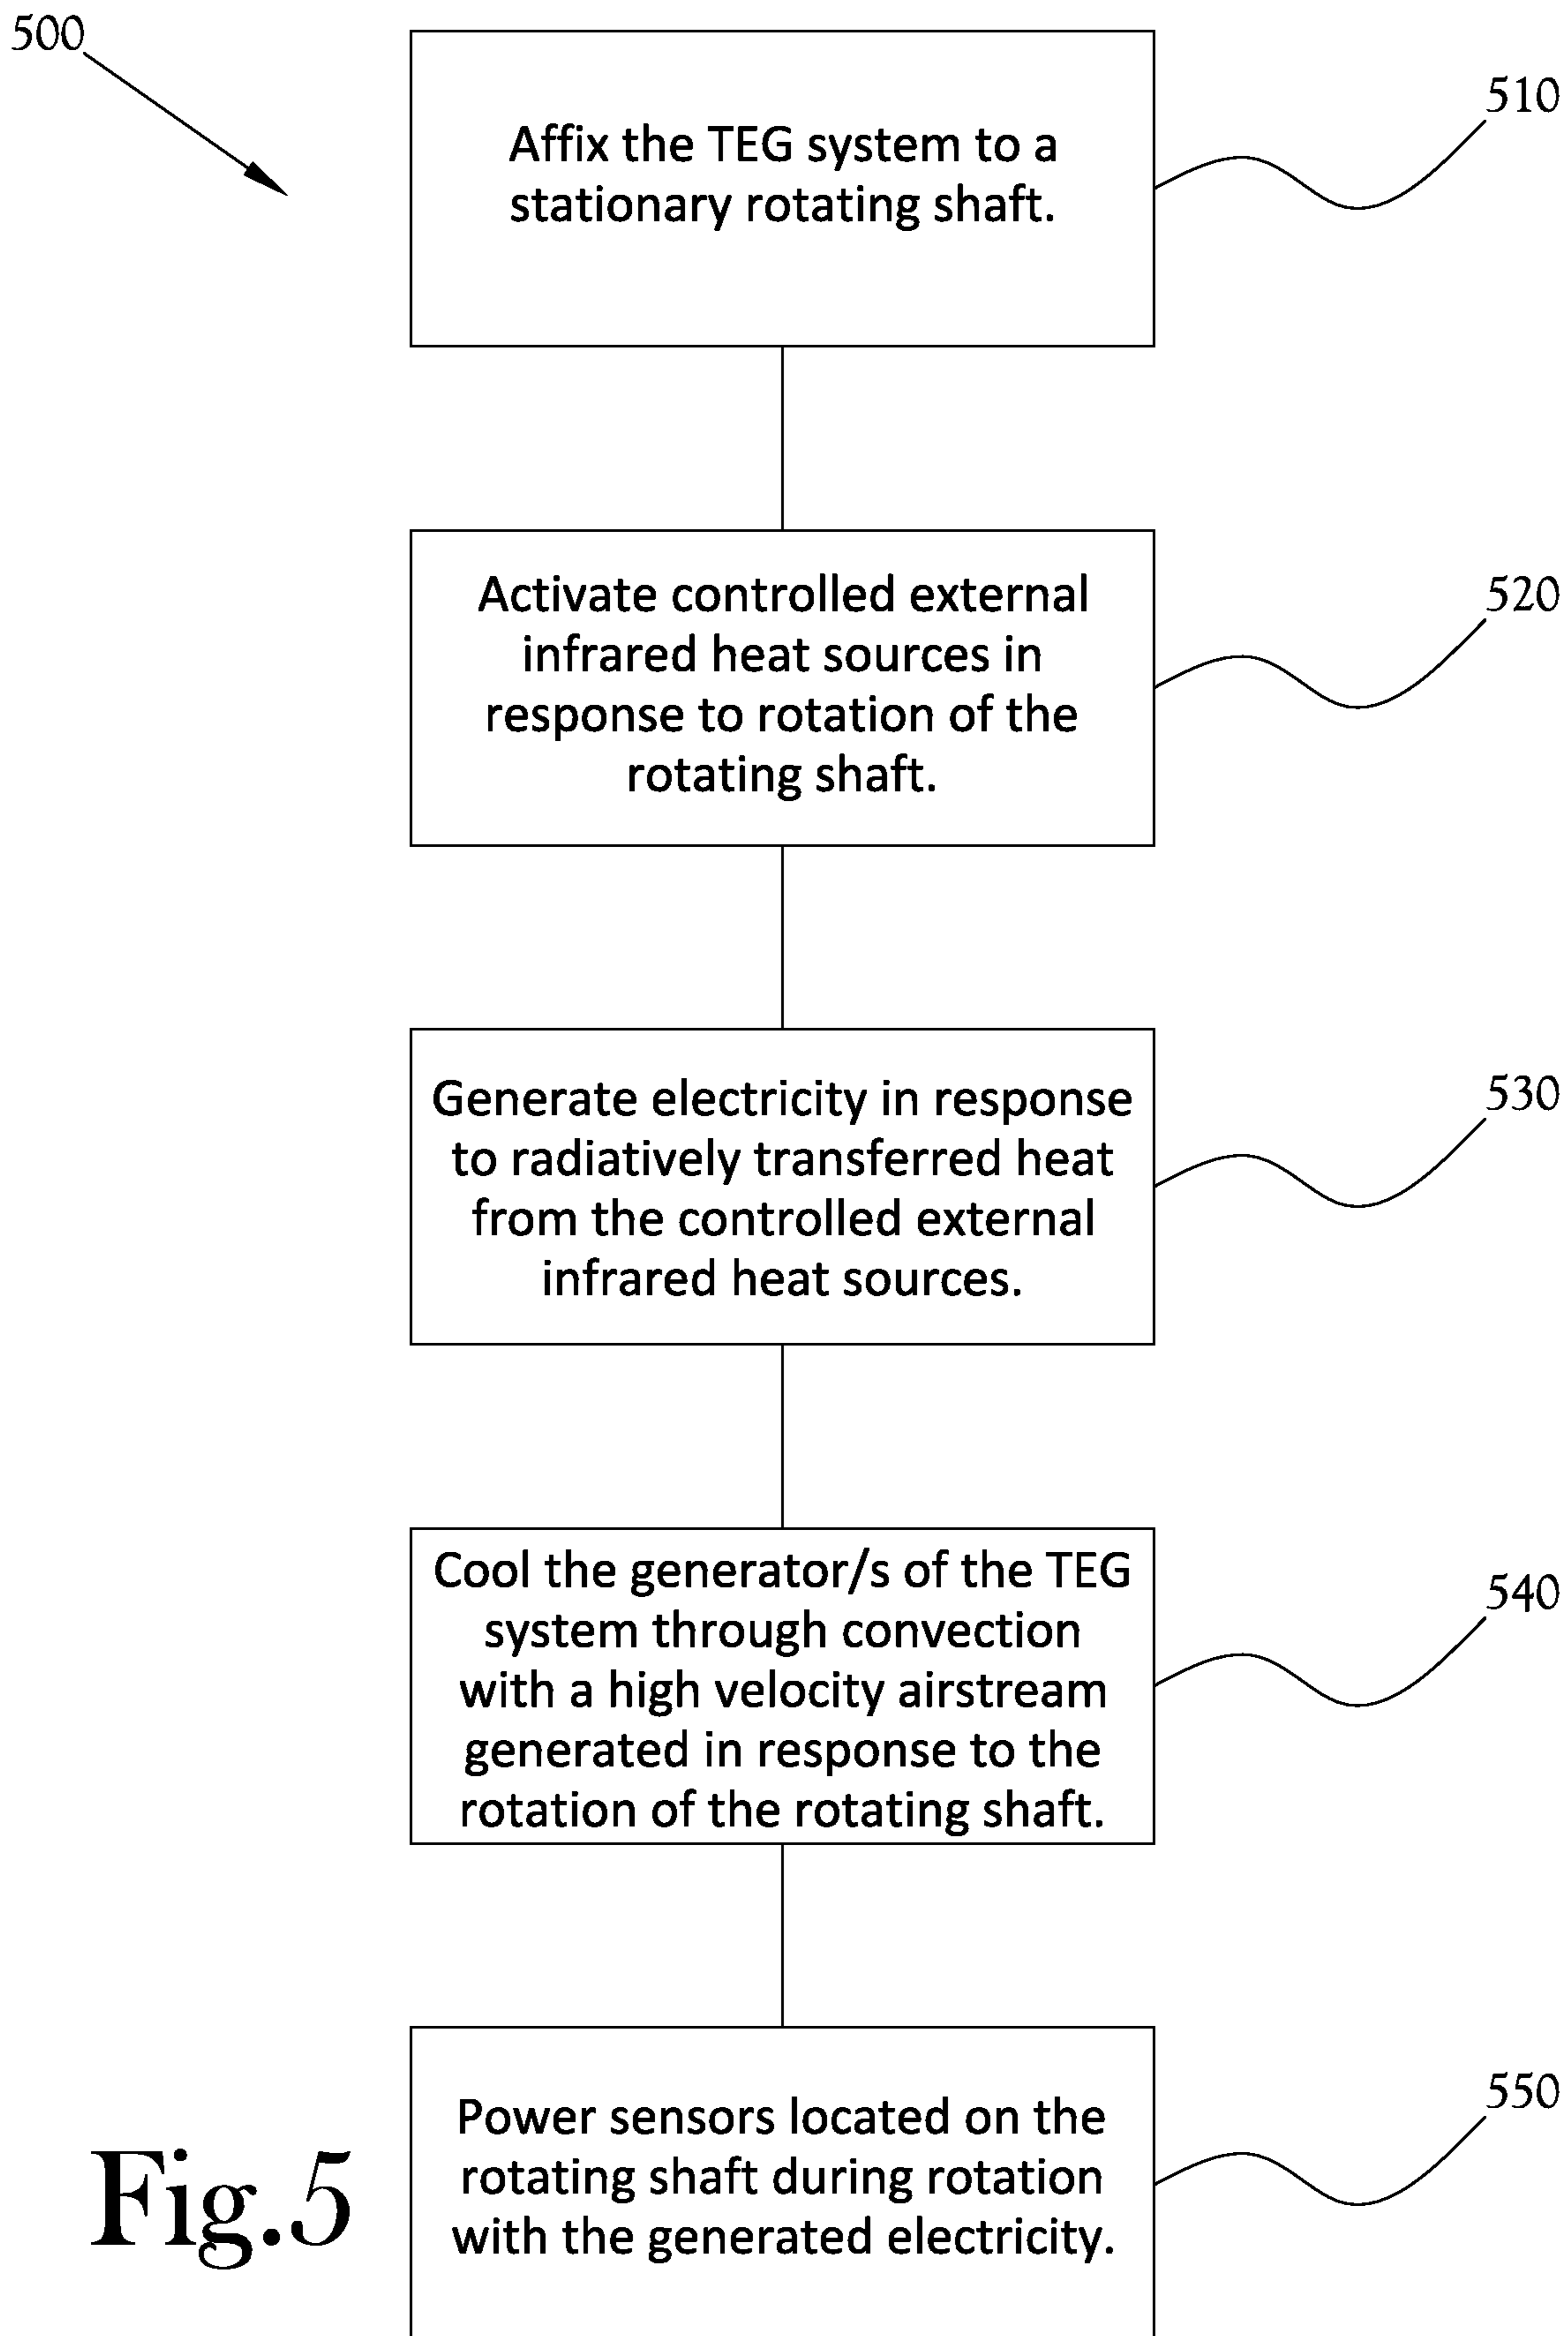 500
510
Affix the TEG system to a
stationary rotating shaft.
520
Activate controlled external
infrared heat sources in
response to rotation of the
rotating shaft.
530
Generate electricity in response
to radiatively transferred heat
from the controlled external
infrared heat sources.
540
Cool the generator/s of the TEG
system through convection
with a high velocity airstream
generated in response to the
rotation of the rotating shaft.
550
Power sensors located on the
rotating shaft during rotation
with the generated electricity.
Fig.5